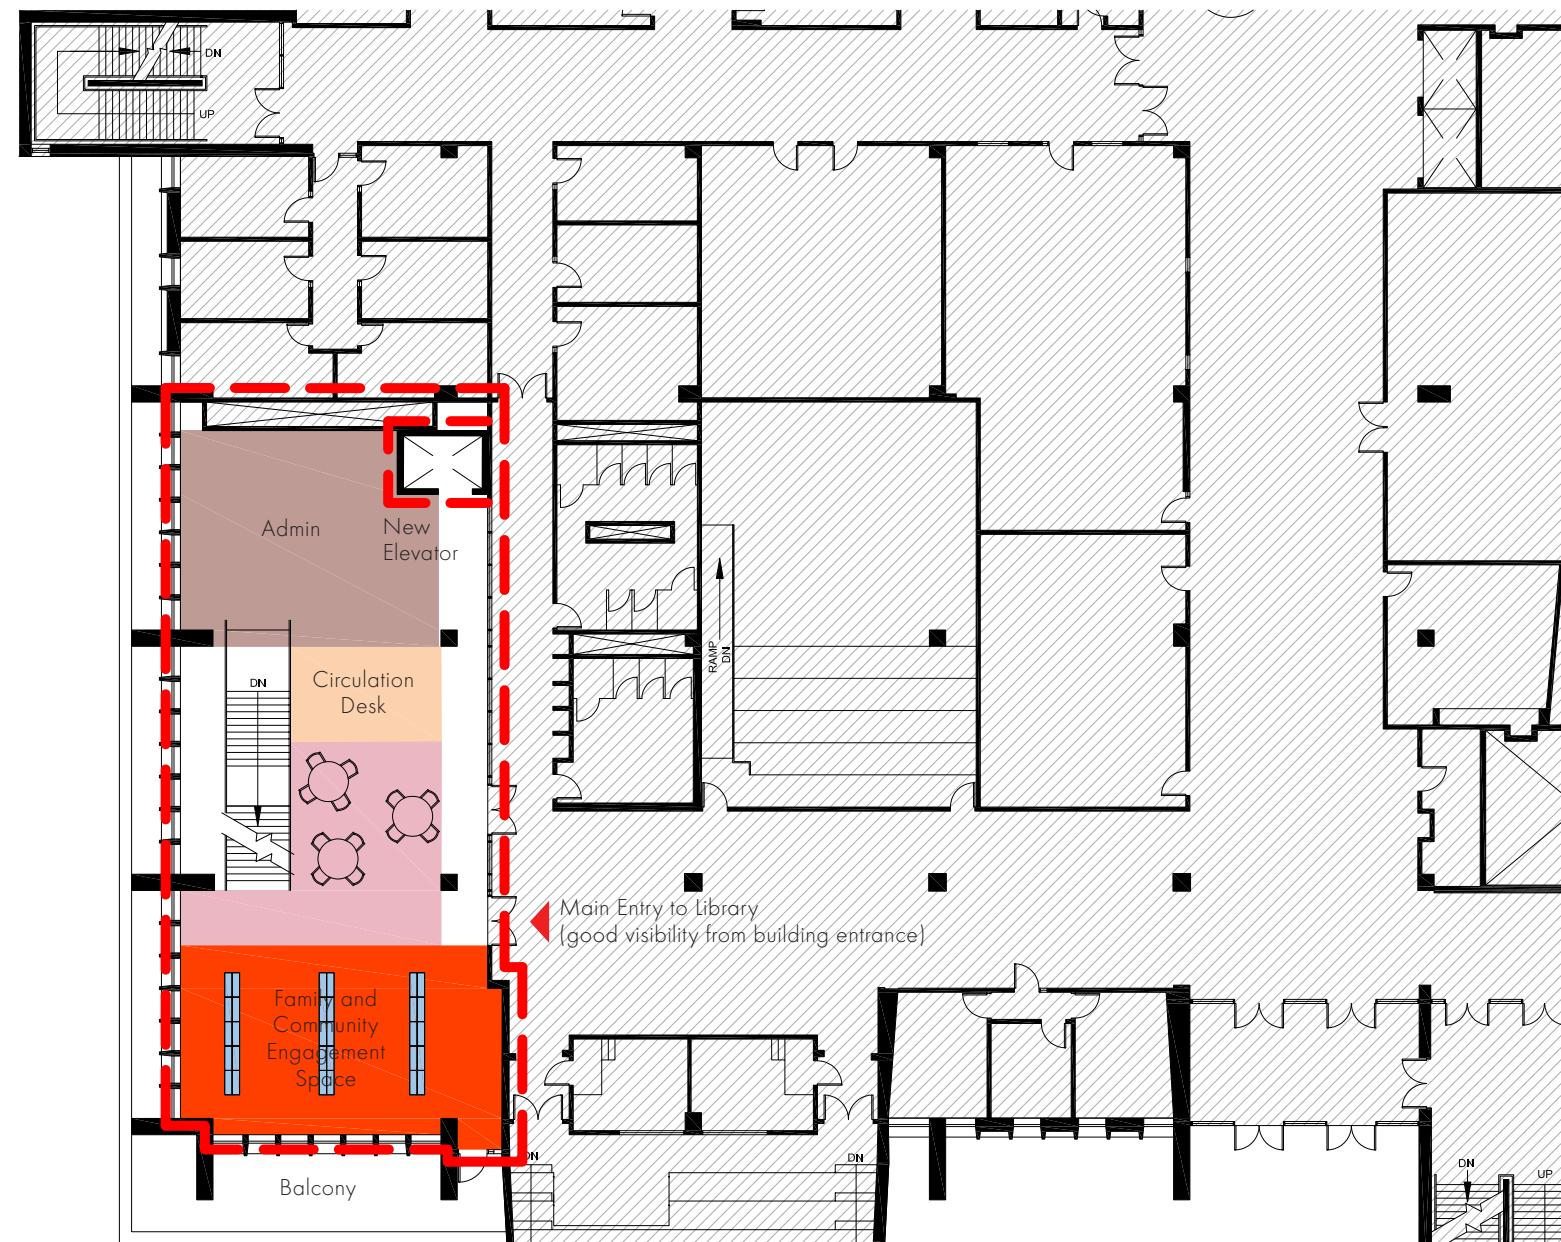 DN
UP
Admin
New
Elevator
RAMP
DN
Circulation
Desk
DN
Main Entry to Library
(good visibility from building entrance)
Family and
Community
Engagement
Space
DN
DN
DN
UP
Balcony